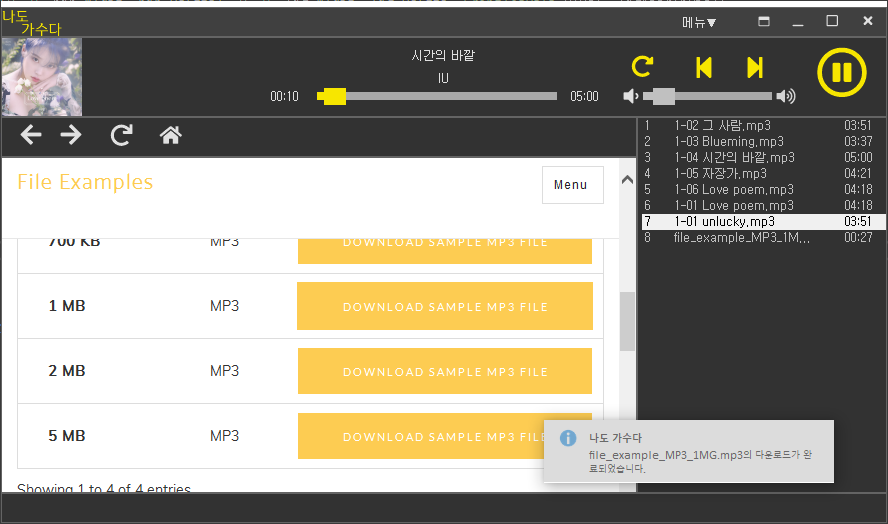 나도
가수다
메뉴▼
시간의 바깥
IU
00:10
05:00
1 1-02 그 사람.mp3 03:51
2 1-03 Blueming.mp3 03:37
3 1-04 시간의 바깥.mp3 05:00
4 1-05 자장가.mp3 04:21
5 1-06 Love poem.mp3 04:18
6 1-01 Love poem.mp3 04:18
7 1-01 unlucky.mp3 03:51
8 file_example_MP3_1M... 00:27
File Examples
Menu
700 KB MP3 DOWNLOAD SAMPLE MP3 FILE
1 MB MP3 DOWNLOAD SAMPLE MP3 FILE
2 MB MP3 DOWNLOAD SAMPLE MP3 FILE
5 MB MP3 DOWNLOAD SAMPLE MP3 FILE
Showing 1 to 4 of 4 entries
나도 가수다
file_example_MP3_1MG.mp3의 다운로드가 완
료되었습니다.